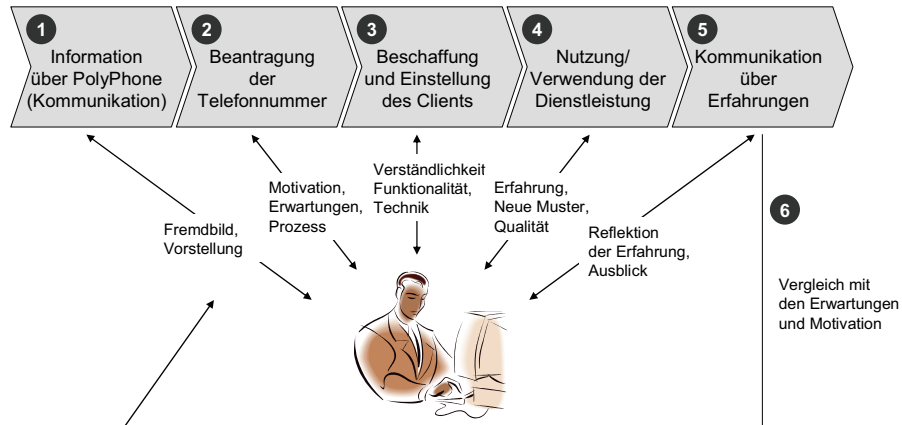 1
Information
über PolyPhone
(Kommunikation)
2
Beantragung
der
Telefonnummer
3
Beschaffung
und Einstellung
des Clients
4
Nutzung/
Verwendung der
Dienstleistung
5
Kommunikation
über
Erfahrungen
Fremdbild,
Vorstellung
Motivation,
Erwartungen,
Prozess
Verständlichkeit
Funktionalität,
Technik
Erfahrung,
Neue Muster,
Qualität
Reflektion
der Erfahrung,
Ausblick
6
Vergleich mit
den Erwartungen
und Motivation